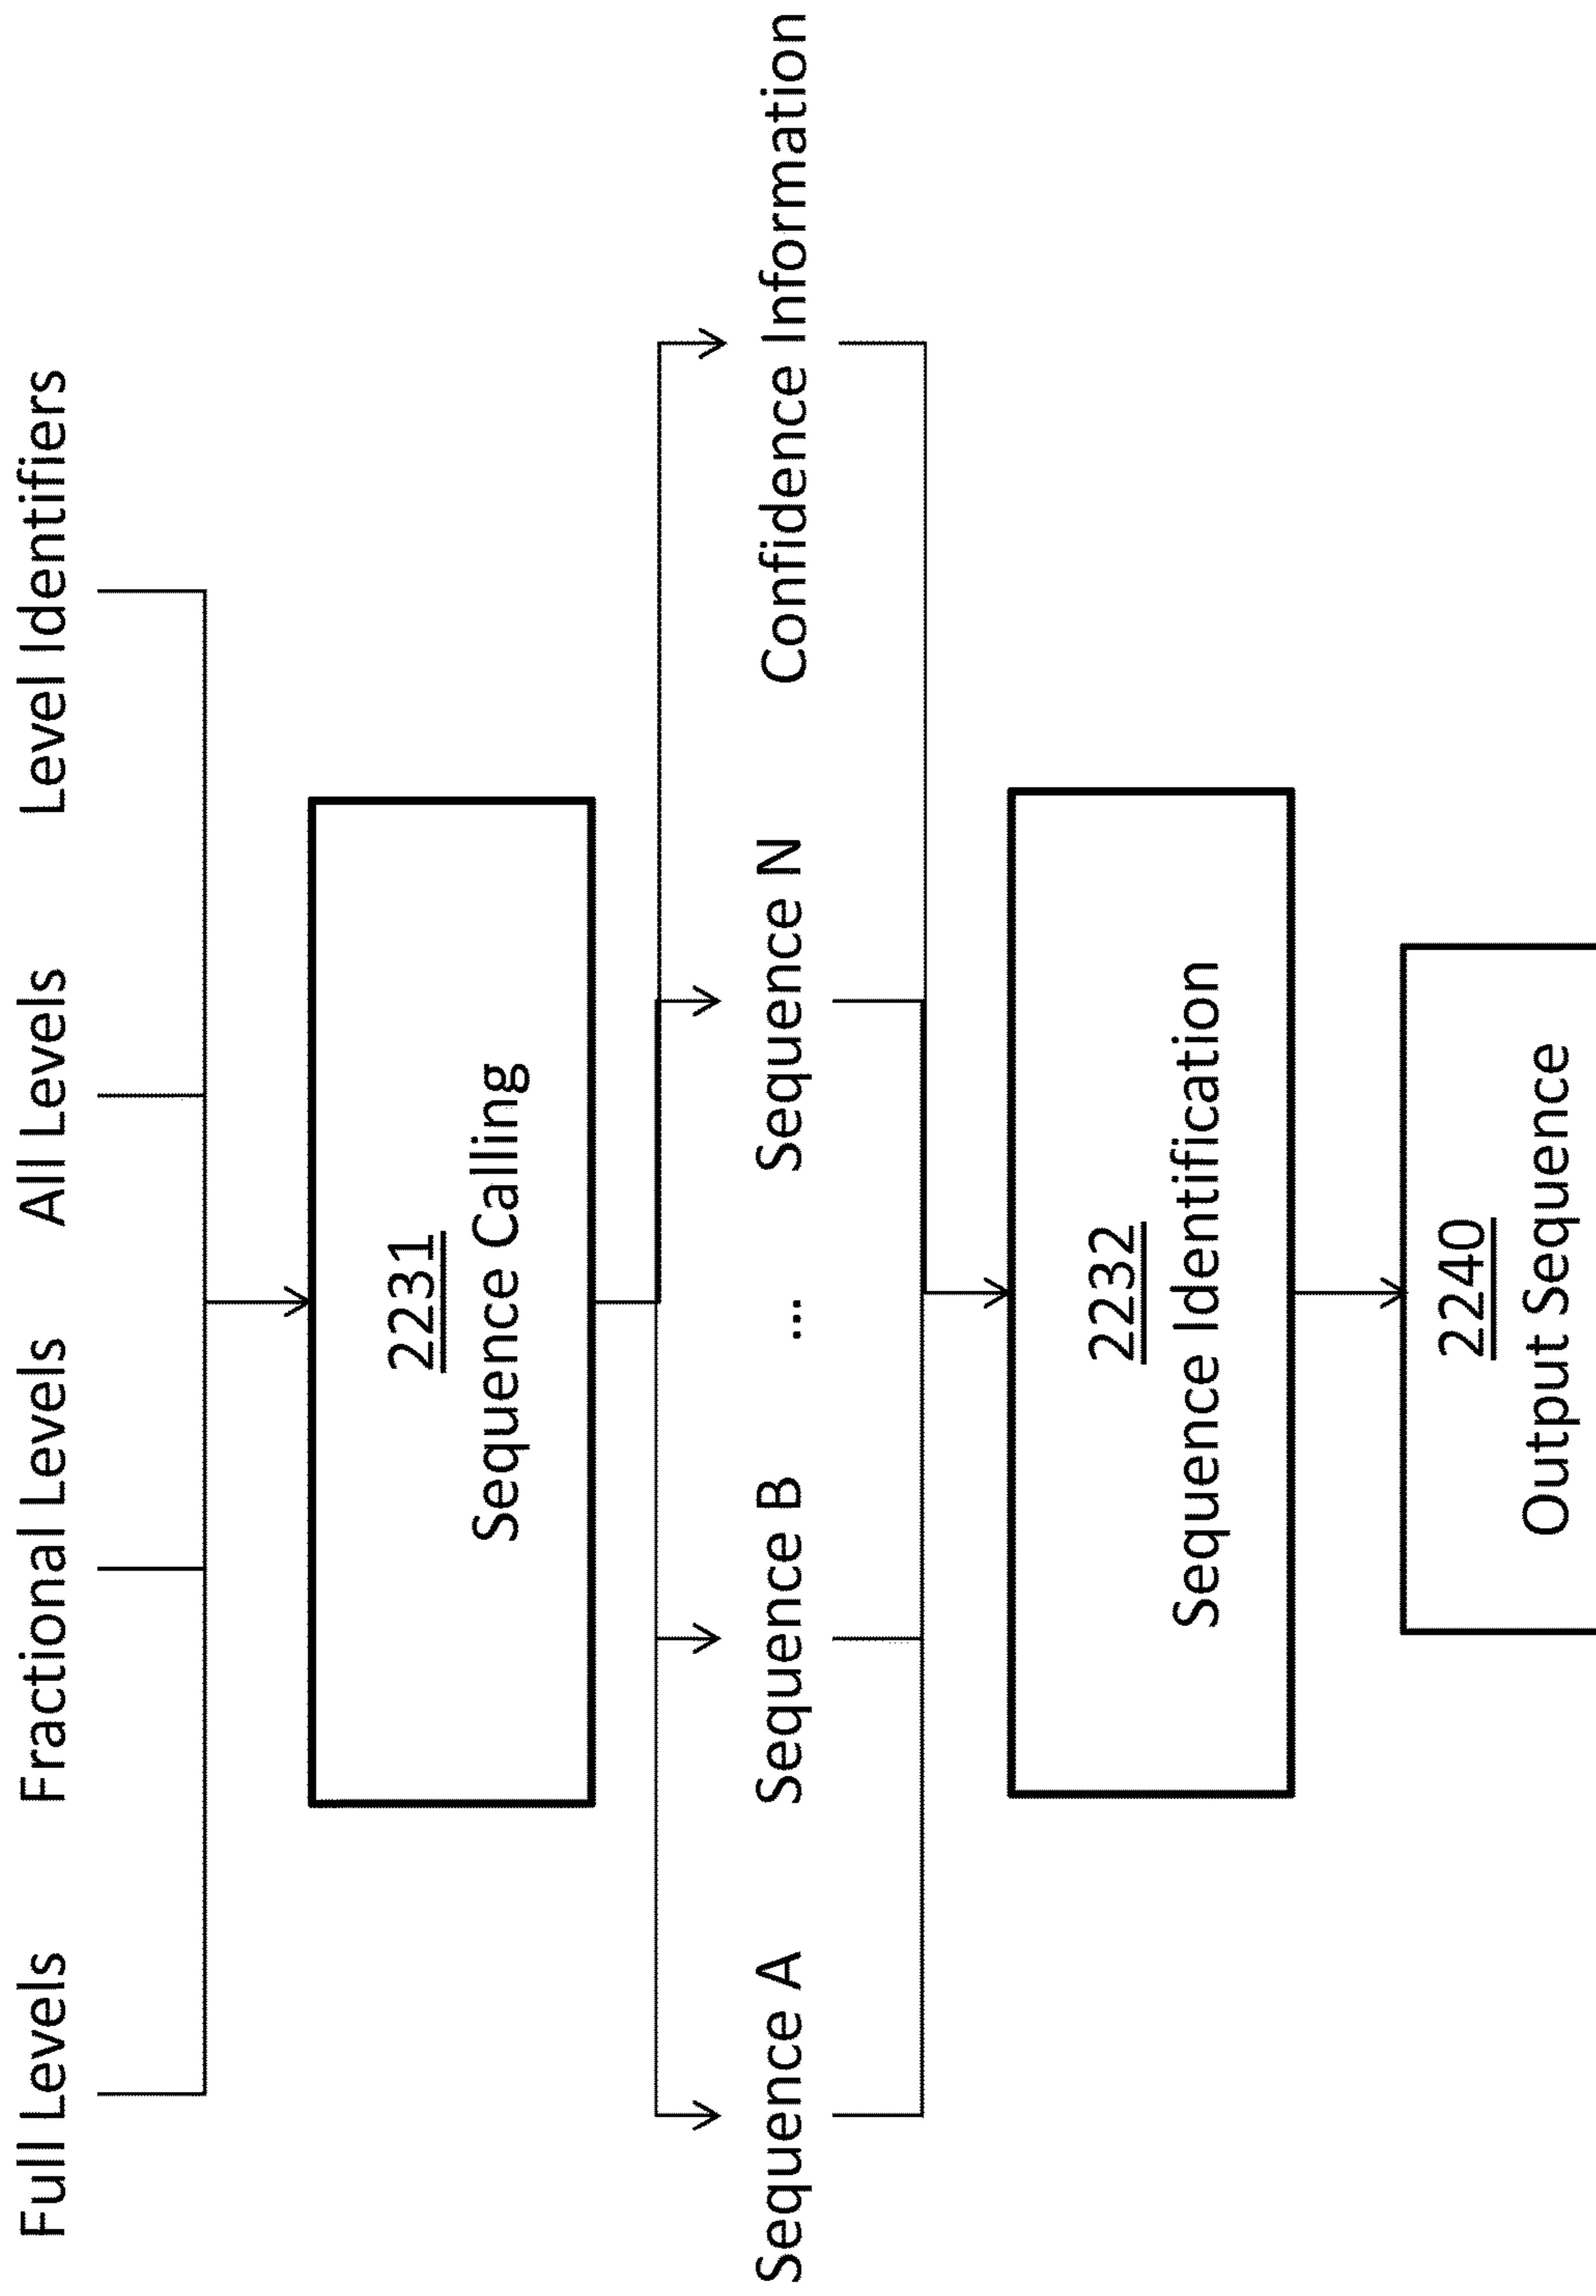 Full Levels Fractional Levels All Levels Level Identifiers
2231
Sequence Calling
Sequence A Sequence B ... Sequence N Confidence Information
2232
Sequence Identification
2240
Output Sequence